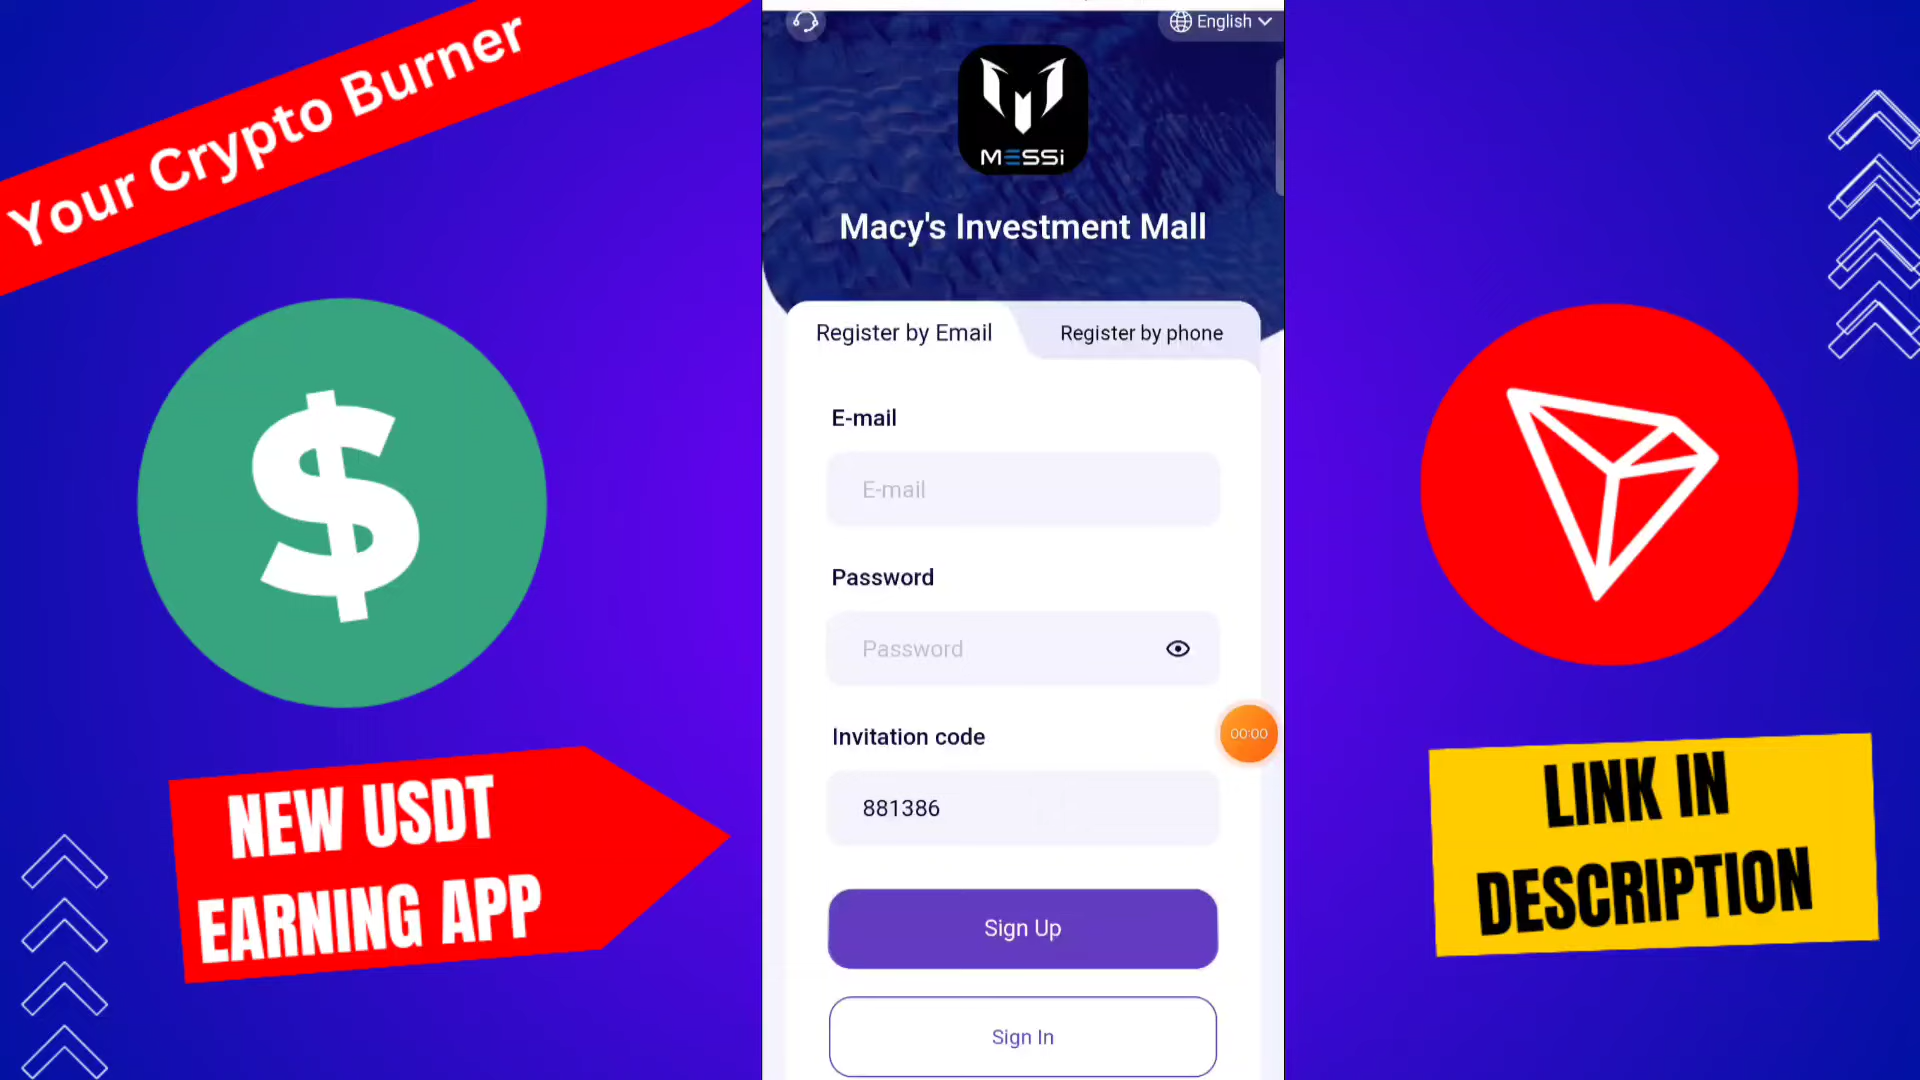 Your Crypto Burner
English
MESSi
Macy's Investment Mall
Register by Email
Register by phone
E-mail
E-mail
Password
Password
Invitation code
00:00
881386
Sign Up
Sign In
NEW USDT
EARNING APP
LINK IN
DESCRIPTION